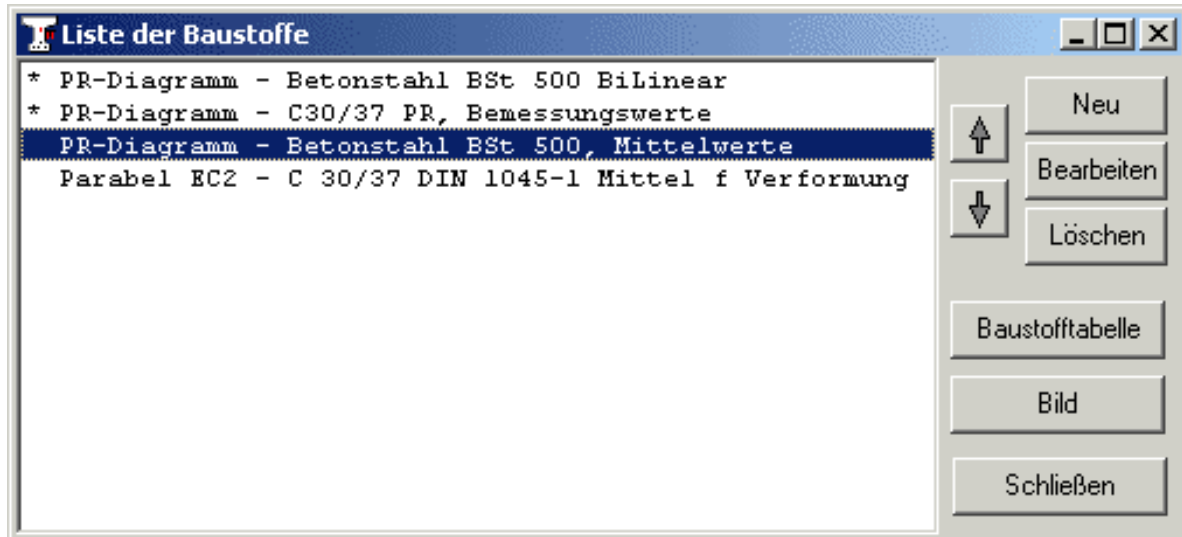 Liste der Baustoffe
* PR-Diagramm - Betonstahl BSt 500 BiLinear
* PR-Diagramm - C30/37 PR, Bemessungswerte
PR-Diagramm - Betonstahl BSt 500, Mittelwerte
Parabel EC2 - C 30/37 DIN 1045-1 Mittel f Verformung
Neu
Bearbeiten
Löschen
Baustofftabelle
Bild
Schließen